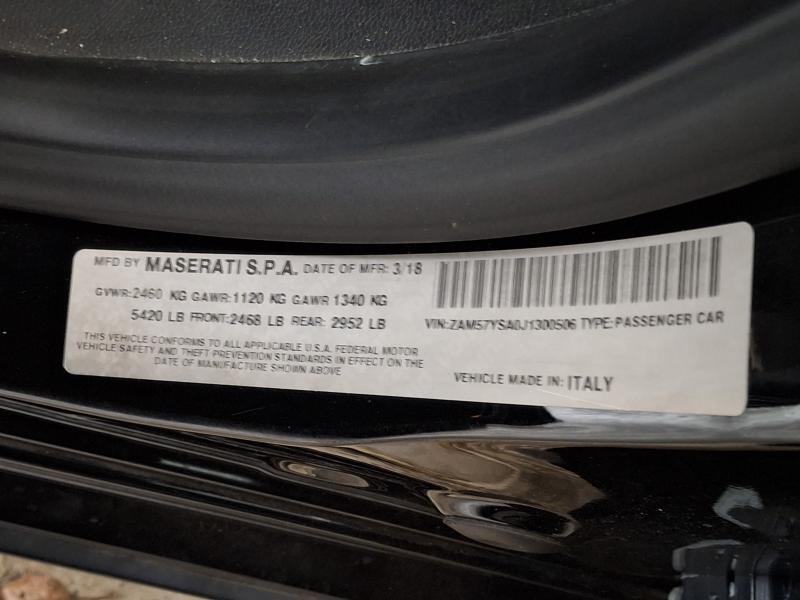 MFD BY MASERATI S.P.A. DATE OF MFR: 3/18
GVWR:2460 KG GAWR:1120 KG GAWR 1340 KG
5420 LB FRONT:2468 LB REAR: 2952 LB
THIS VEHICLE CONFORMS TO ALL APPLICABLE U.S.A. FEDERAL MOTOR
VEHICLE SAFETY AND THEFT PREVENTION STANDARDS IN EFFECT ON THE
DATE OF MANUFACTURE SHOWN ABOVE
VIN:ZAM57YSA0J1300506 TYPE:PASSENGER CAR
VEHICLE MADE IN: ITALY